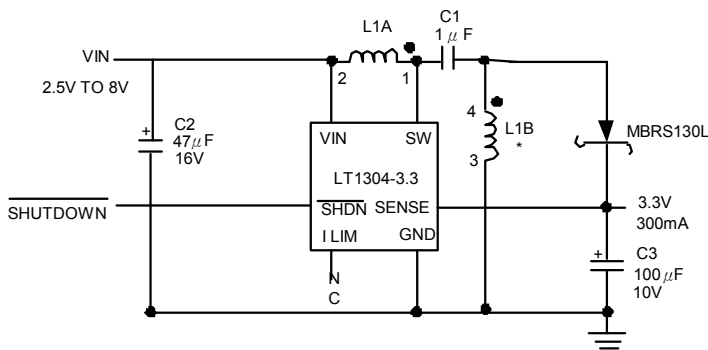 L1A
C1
1μF
VIN
2 1
2.5V TO 8V
C2
47μF
16V
+
VIN SW
4
L1B
*
3
MBRS130L
LT1304-3.3
SHUTDOWN
SHDN SENSE
3.3V
300mA
I LIM GND
N
C
+
C3
100μF
10V